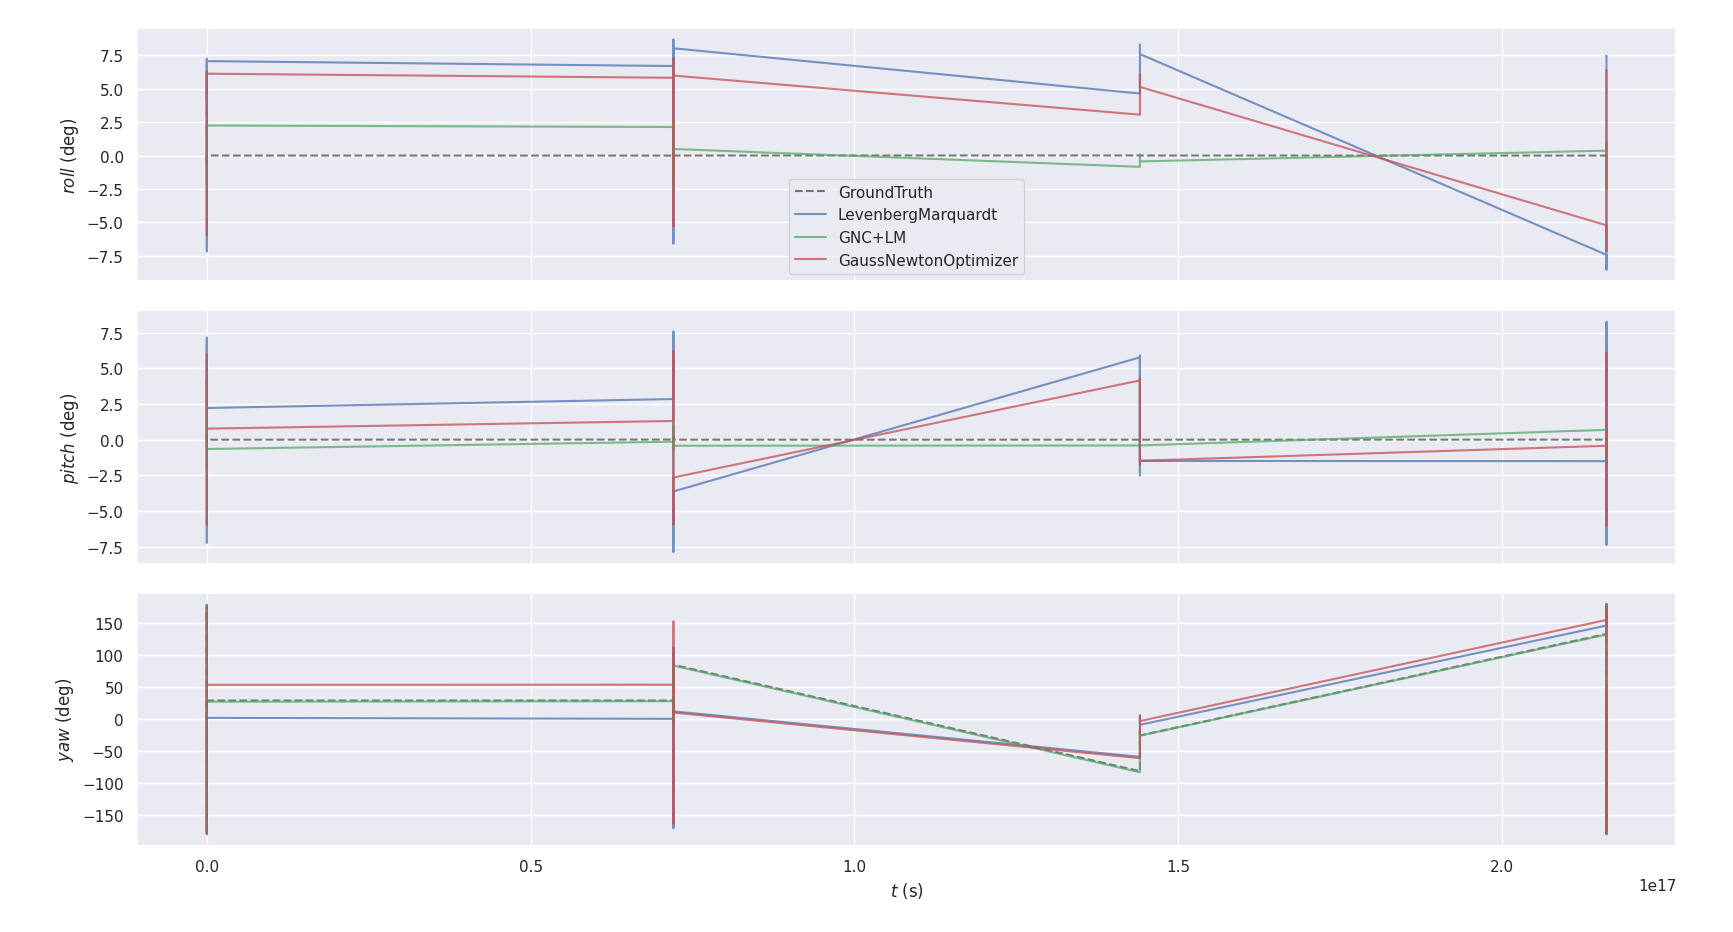 7.5
5.0
2.5
0.0
−2.5
−5.0
−7.5
roll (deg)
GroundTruth
LevenbergMarquardt
GNC+LM
GaussNewtonOptimizer
7.5
5.0
2.5
0.0
−2.5
−5.0
−7.5
pitch (deg)
150
100
50
0
−50
−100
−150
yaw (deg)
0.0 0.5 1.0 1.5 2.0
1e17
t (s)